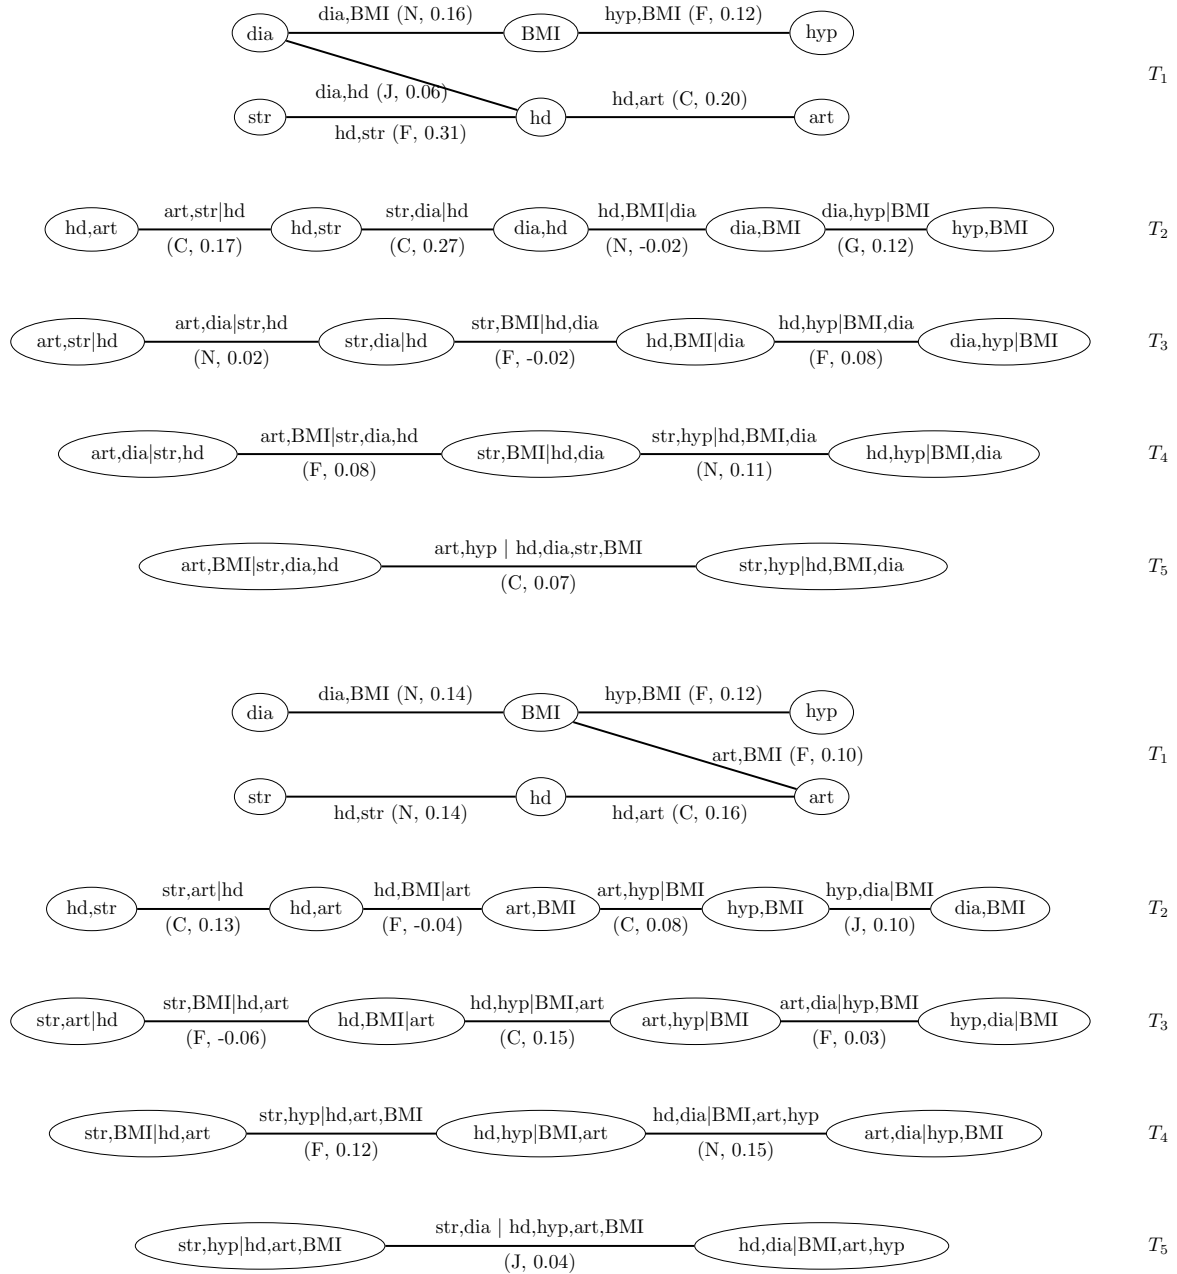 dia,BMI (N, 0.16) hyp,BMI (F, 0.12)
dia BMI hyp
T1
dia,hd (J, 0.06) hd,art (C, 0.20)
str hd art
hd,str (F, 0.31)
art,str|hd str,dia|hd hd,BMI|dia dia,hyp|BMI
hd,art hd,str dia,hd dia,BMI hyp,BMI T2
(C, 0.17) (C, 0.27) (N, -0.02) (G, 0.12)
art,dia|str,hd str,BMI|hd,dia hd,hyp|BMI,dia
art,str|hd str,dia|hd hd,BMI|dia dia,hyp|BMI T3
(N, 0.02) (F, -0.02) (F, 0.08)
art,BMI|str,dia,hd str,hyp|hd,BMI,dia
art,dia|str,hd str,BMI|hd,dia hd,hyp|BMI,dia T4
(F, 0.08) (N, 0.11)
art,hyp | hd,dia,str,BMI
art,BMI|str,dia,hd str,hyp|hd,BMI,dia T5
(C, 0.07)
dia,BMI (N, 0.14) hyp,BMI (F, 0.12)
dia BMI hyp
art,BMI (F, 0.10) T1
str hd art
hd,str (N, 0.14) hd,art (C, 0.16)
str,art|hd hd,BMI|art art,hyp|BMI hyp,dia|BMI
hd,str hd,art art,BMI hyp,BMI dia,BMI T2
(C, 0.13) (F, -0.04) (C, 0.08) (J, 0.10)
str,BMI|hd,art hd,hyp|BMI,art art,dia|hyp,BMI
str,art|hd hd,BMI|art art,hyp|BMI hyp,dia|BMI T3
(F, -0.06) (C, 0.15) (F, 0.03)
str,hyp|hd,art,BMI hd,dia|BMI,art,hyp
str,BMI|hd,art hd,hyp|BMI,art art,dia|hyp,BMI T4
(F, 0.12) (N, 0.15)
str,dia | hd,hyp,art,BMI
str,hyp|hd,art,BMI hd,dia|BMI,art,hyp T5
(J, 0.04)